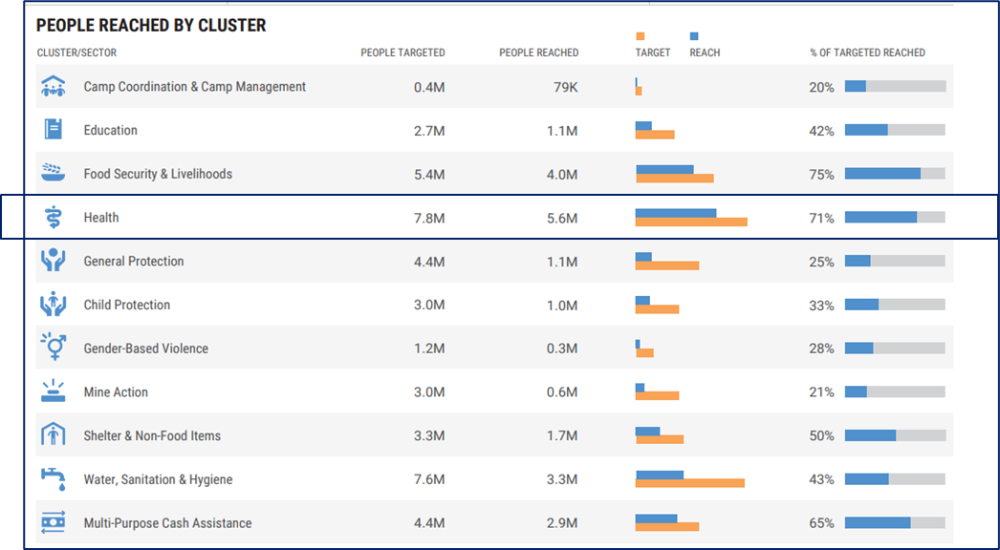 PEOPLE REACHED BY CLUSTER
CLUSTER/SECTOR PEOPLE TARGETED PEOPLE REACHED TARGET REACH % OF TARGETED REACHED
Camp Coordination & Camp Management 0.4M 79K 20%
Education 2.7M 1.1M 42%
Food Security & Livelihoods 5.4M 4.0M 75%
Health 7.8M 5.6M 71%
General Protection 4.4M 1.1M 25%
Child Protection 3.0M 1.0M 33%
Gender-Based Violence 1.2M 0.3M 28%
Mine Action 3.0M 0.6M 21%
Shelter & Non-Food Items 3.3M 1.7M 50%
Water, Sanitation & Hygiene 7.6M 3.3M 43%
Multi-Purpose Cash Assistance 4.4M 2.9M 65%